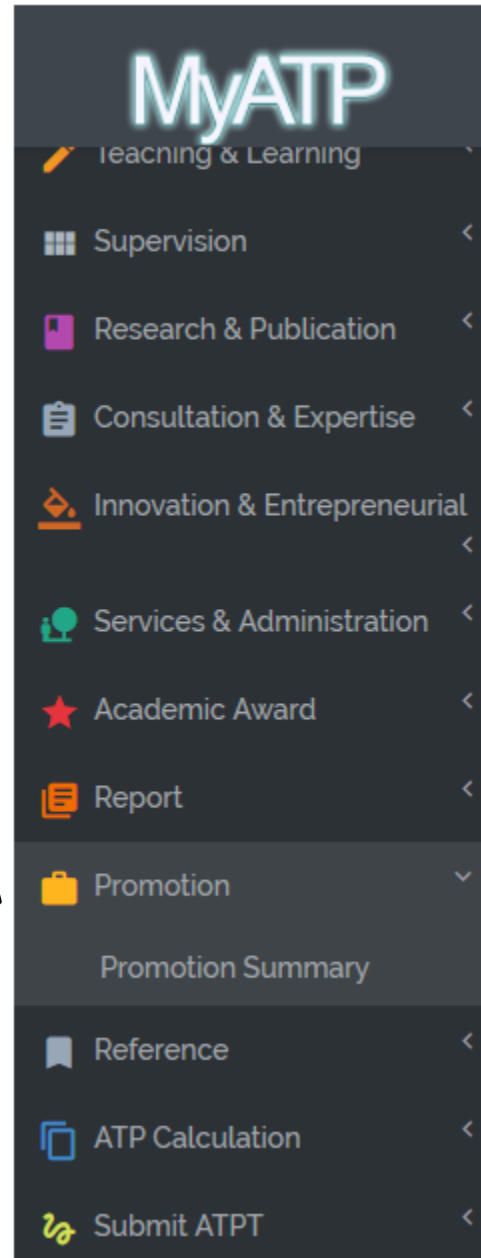 MyATP
Teaching & Learning
Supervision
Research & Publication
Consultation & Expertise
Innovation & Entrepreneurial
Services & Administration
Academic Award
Report
Promotion
Promotion Summary
Reference
ATP Calculation
Submit ATPT